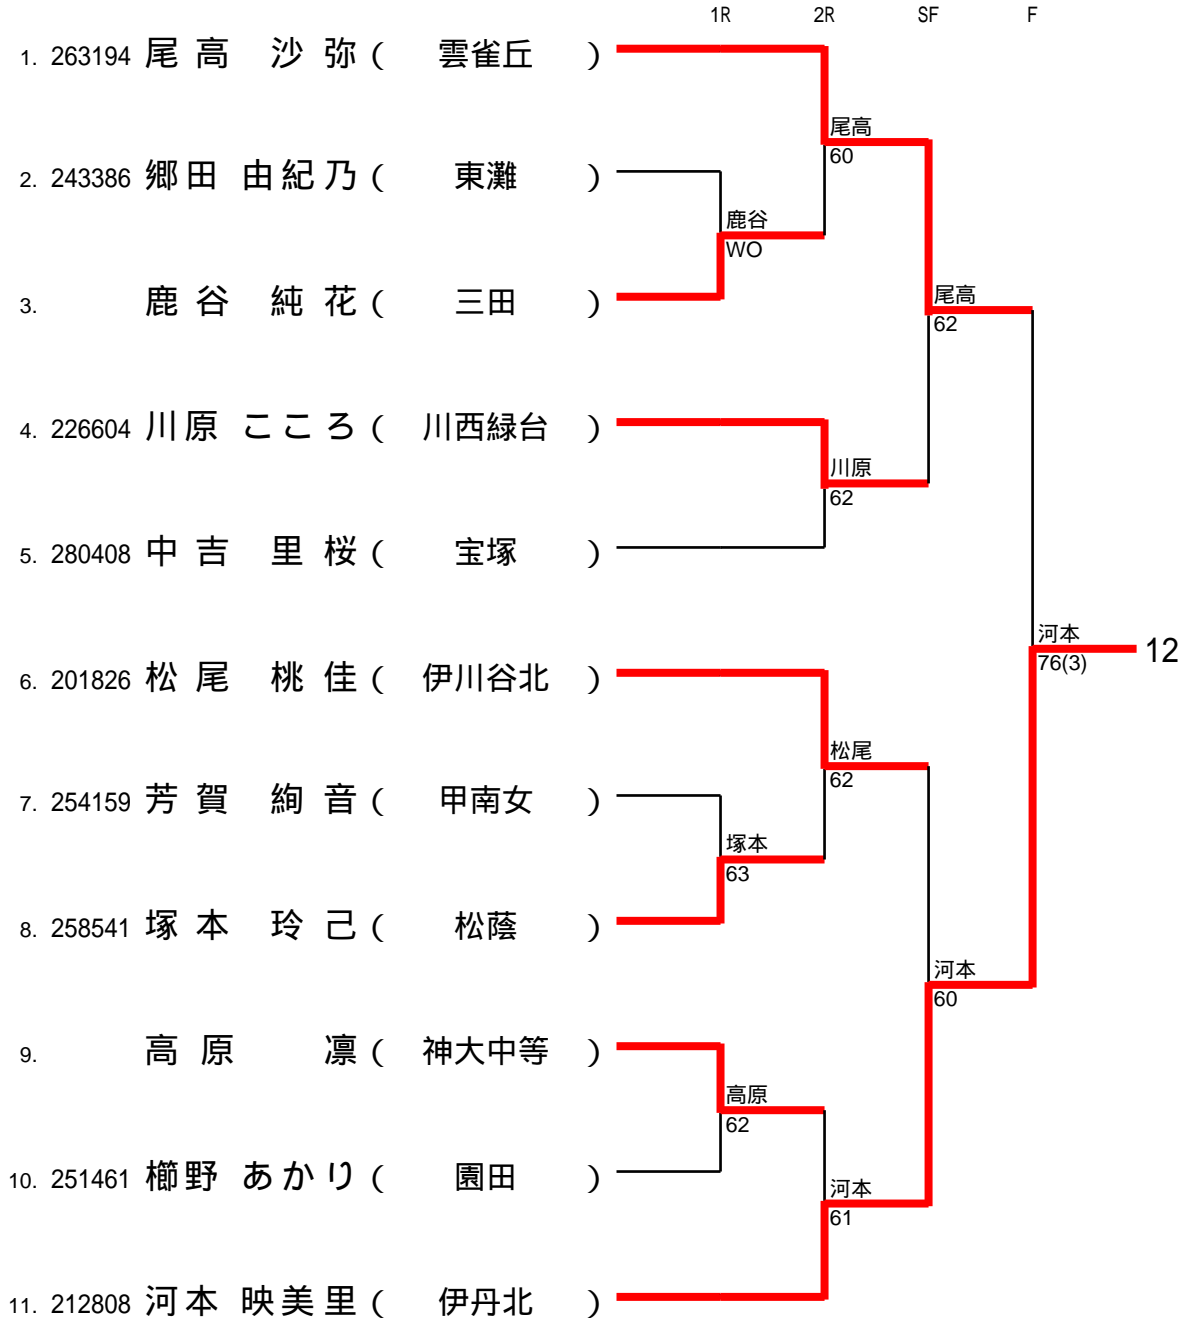 1R 2R SF F
1. 263194 尾高 沙弥 ( 雲雀丘 )
尾高
60
2. 243386 郷田 由紀乃 ( 東灘 )
鹿谷
WO
3. 鹿谷 純花 ( 三田 )
尾高
62
4. 226604 川原 こころ ( 川西緑台 )
川原
62
5. 280408 中吉 里桜 ( 宝塚 )
河本
76(3)
12
6. 201826 松尾 桃佳 ( 伊川谷北 )
松尾
62
7. 254159 芳賀 絢音 ( 甲南女 )
塚本
63
8. 258541 塚本 玲己 ( 松蔭 )
河本
60
9. 高原 凛 ( 神大中等 )
高原
62
10. 251461 櫛野 あかり ( 園田 )
河本
61
11. 212808 河本 映美里 ( 伊丹北 )